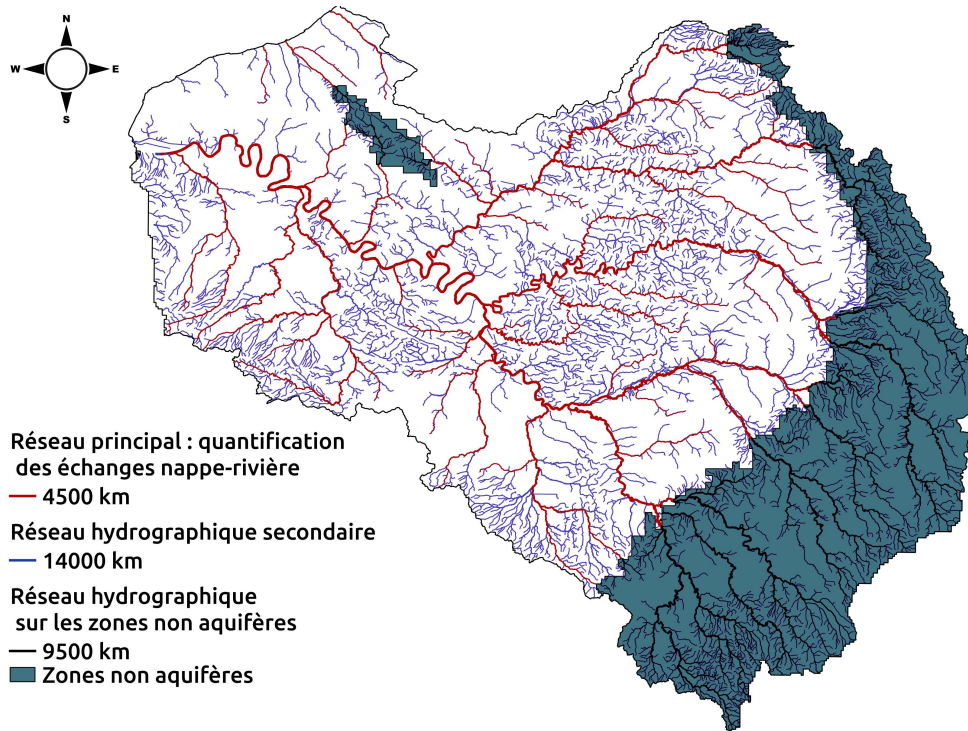 N
W E
S
Réseau principal : quantification
des échanges nappe-rivière
4500 km
Réseau hydrographique secondaire
14000 km
Réseau hydrographique
sur les zones non aquifères
9500 km
Zones non aquifères